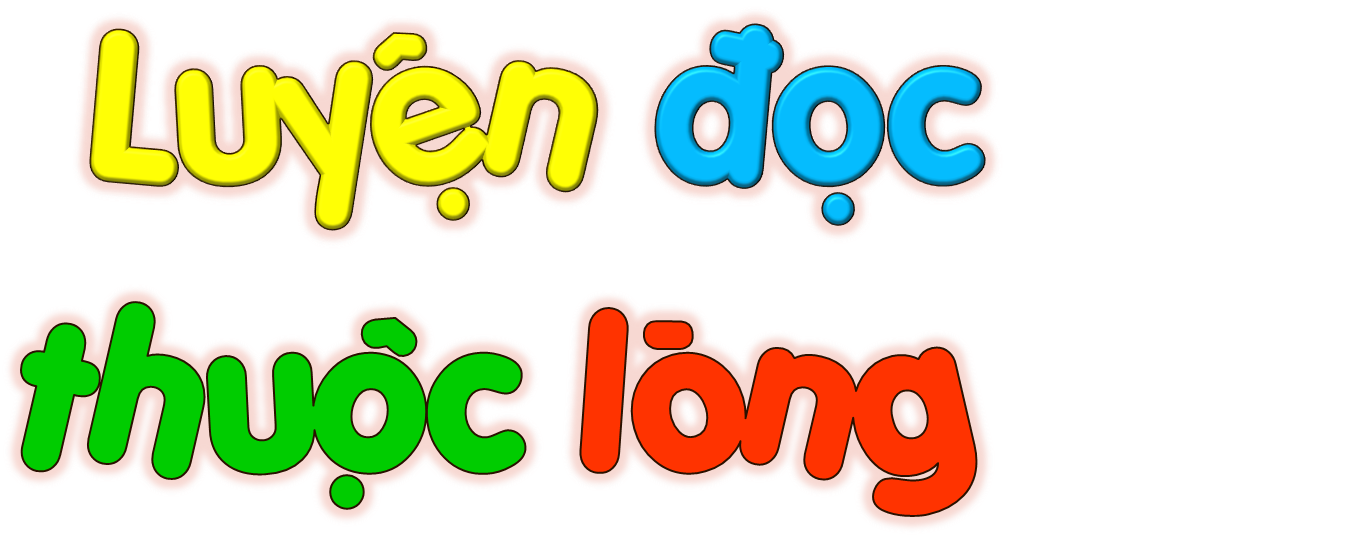 Luyện đọc
thuộc lòng